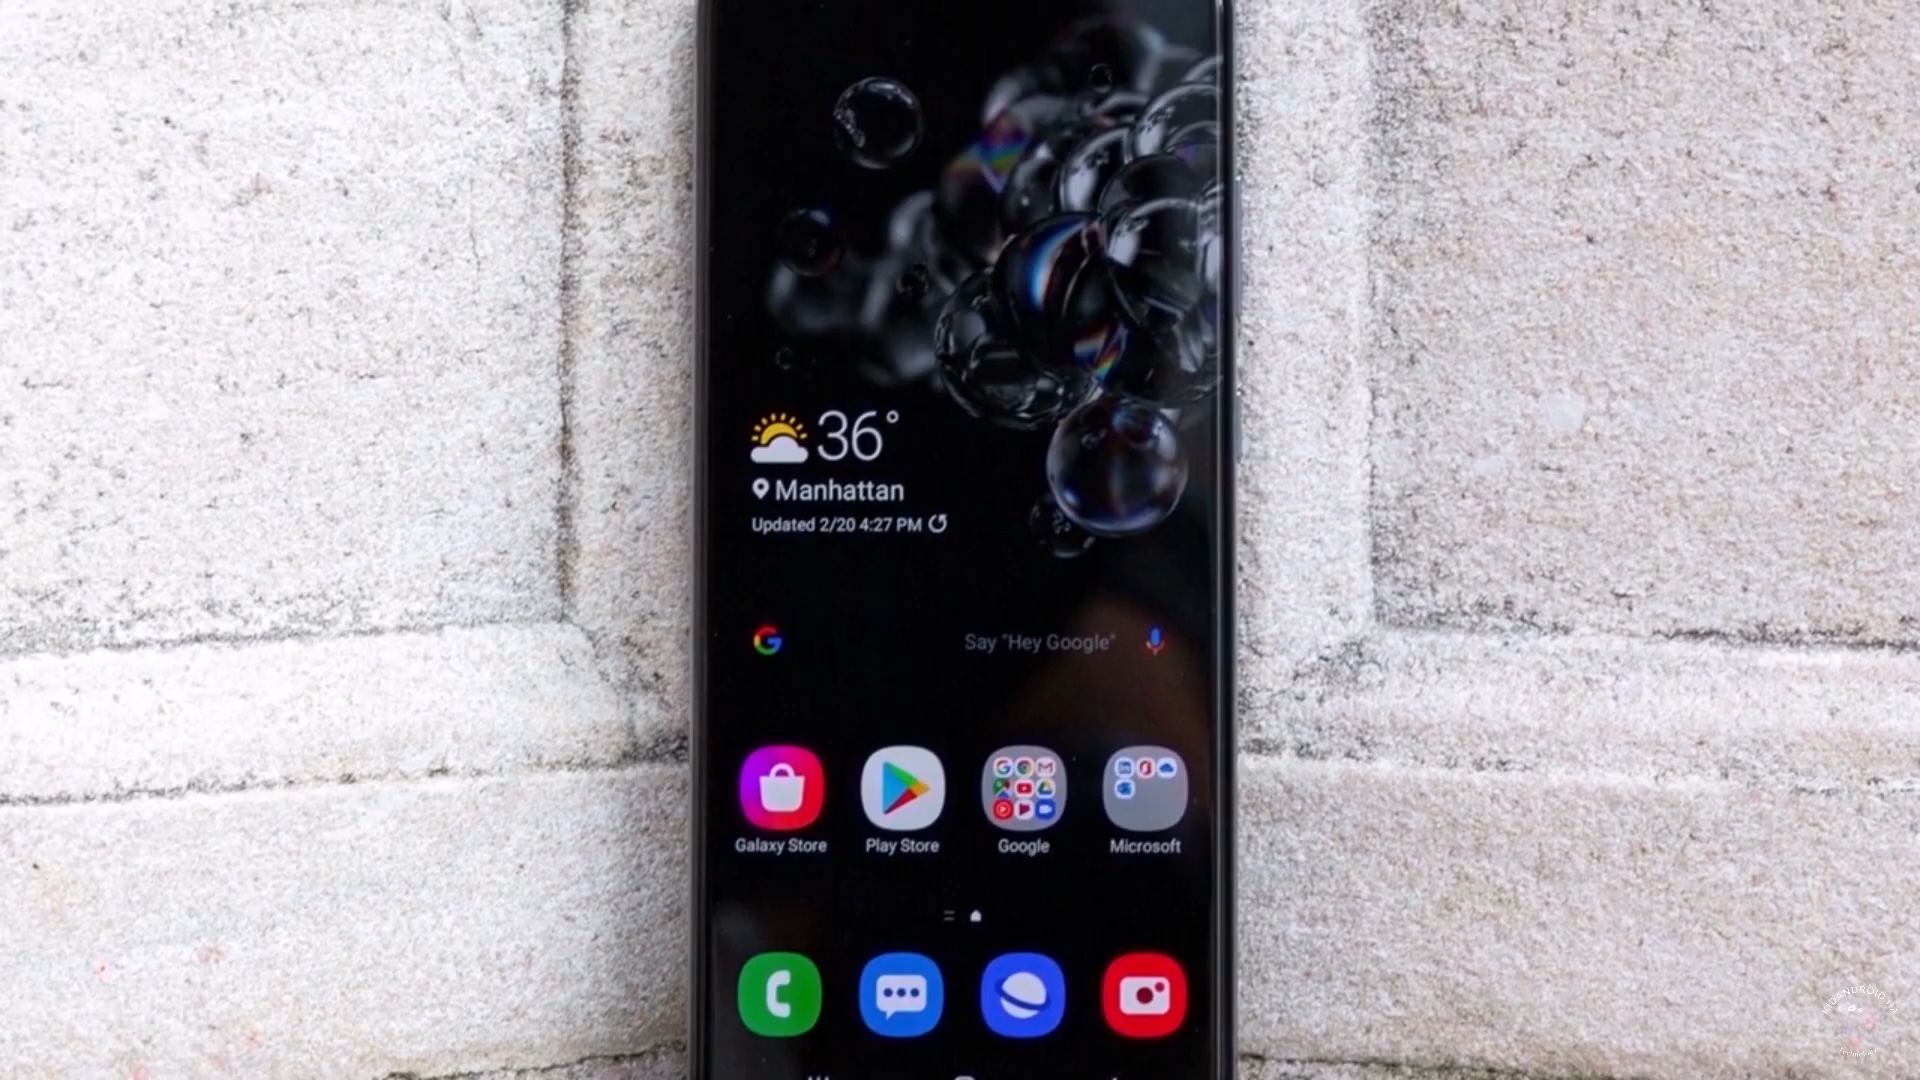 36°
Manhattan
Updated 2/20 4:27 PM
Say "Hey Google"
Galaxy Store
Play Store
Google
Microsoft